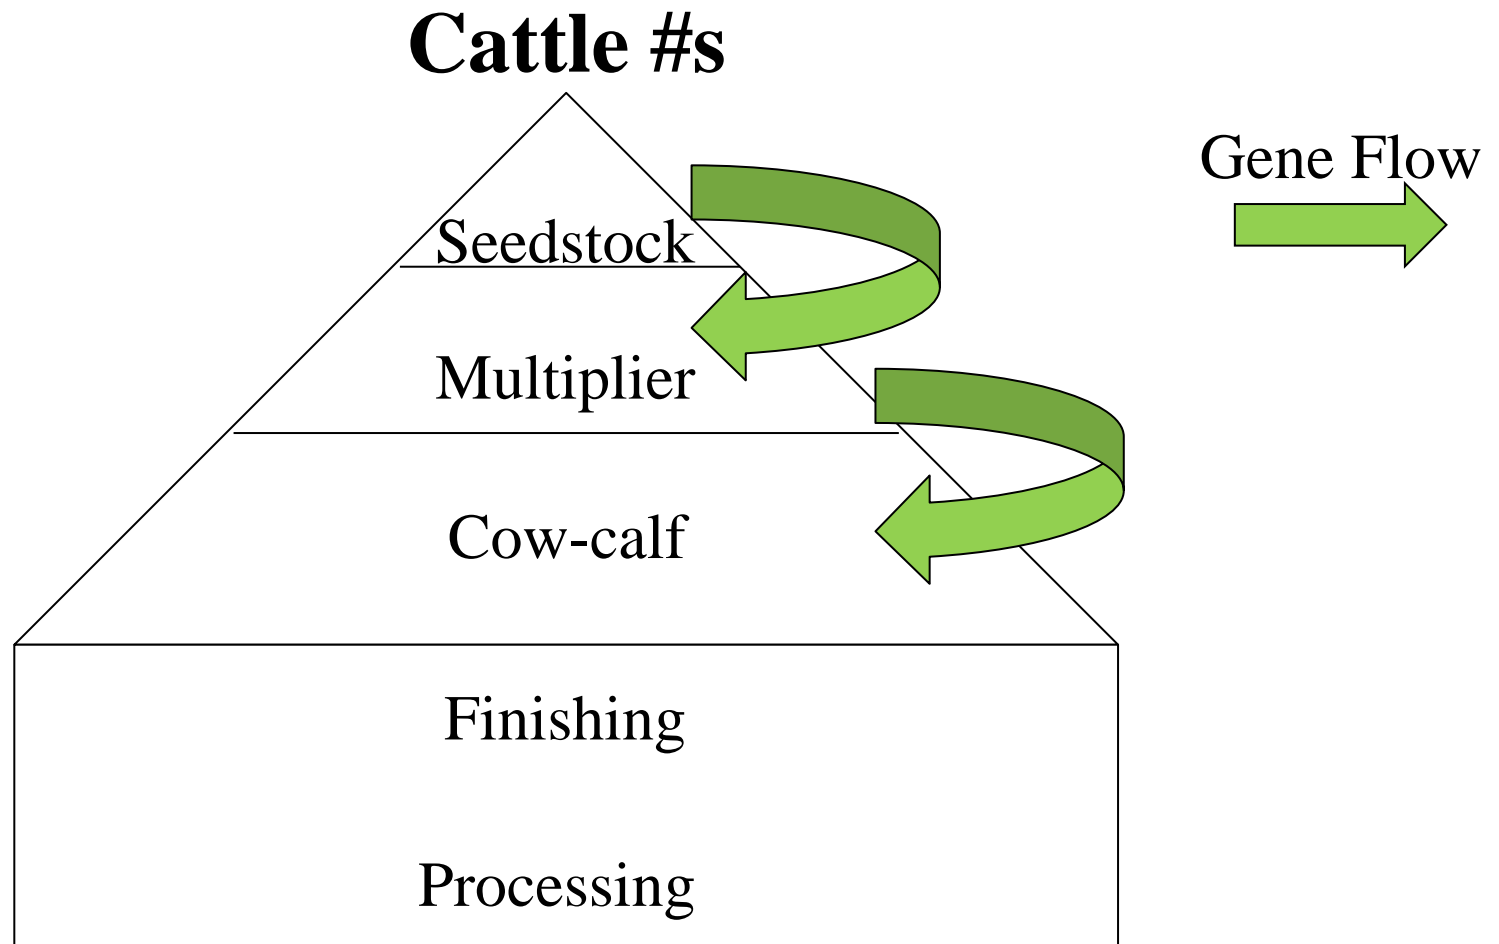 Cattle #s
Gene Flow
Seedstock
Multiplier
Cow-calf
Finishing
Processing